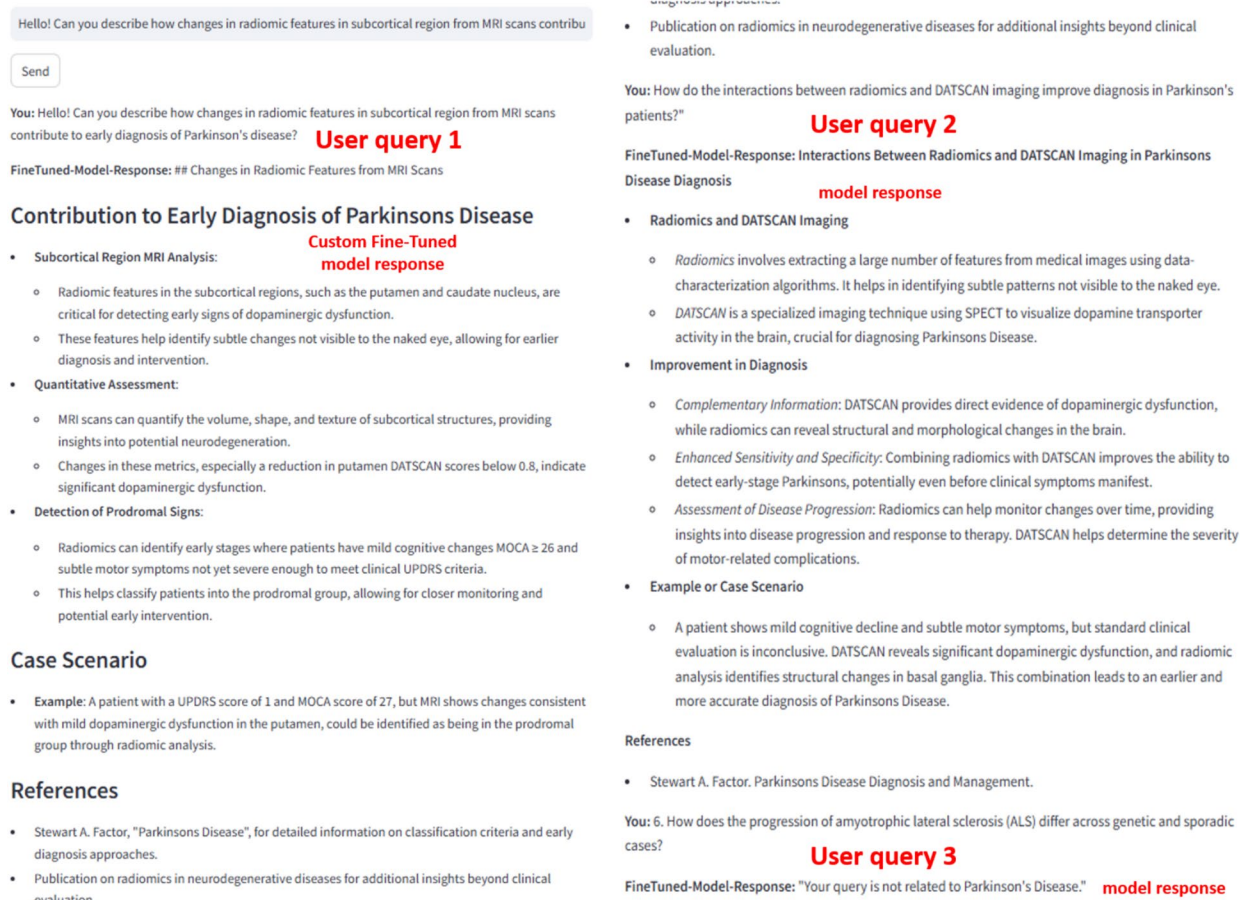 Hello! Can you describe how changes in radiomic features in subcortical region from MRI scans contribu
Send
You: Hello! Can you describe how changes in radiomic features in subcortical region from MRI scans
contribute to early diagnosis of Parkinson's disease?
User query 1
FineTuned-Model-Response: ## Changes in Radiomic Features from MRI Scans
Contribution to Early Diagnosis of Parkinsons Disease
Custom Fine-Tuned
model response
• Subcortical Region MRI Analysis:
◦ Radiomic features in the subcortical regions, such as the putamen and caudate nucleus, are
critical for detecting early signs of dopaminergic dysfunction.
◦ These features help identify subtle changes not visible to the naked eye, allowing for earlier
diagnosis and intervention.
• Quantitative Assessment:
◦ MRI scans can quantify the volume, shape, and texture of subcortical structures, providing
insights into potential neurodegeneration.
◦ Changes in these metrics, especially a reduction in putamen DATSCAN scores below 0.8, indicate
significant dopaminergic dysfunction.
• Detection of Prodromal Signs:
◦ Radiomics can identify early stages where patients have mild cognitive changes MOCA ≥ 26 and
subtle motor symptoms not yet severe enough to meet clinical UPDRS criteria.
◦ This helps classify patients into the prodromal group, allowing for closer monitoring and
potential early intervention.
Case Scenario
• Example: A patient with a UPDRS score of 1 and MOCA score of 27, but MRI shows changes consistent
with mild dopaminergic dysfunction in the putamen, could be identified as being in the prodromal
group through radiomic analysis.
References
• Stewart A. Factor, "Parkinsons Disease", for detailed information on classification criteria and early
diagnosis approaches.
• Publication on radiomics in neurodegenerative diseases for additional insights beyond clinical
evaluation.
diagnosis approaches.
• Publication on radiomics in neurodegenerative diseases for additional insights beyond clinical
evaluation.
You: How do the interactions between radiomics and DATSCAN imaging improve diagnosis in Parkinson's
patients?"
User query 2
FineTuned-Model-Response: Interactions Between Radiomics and DATSCAN Imaging in Parkinsons
Disease Diagnosis
model response
• Radiomics and DATSCAN Imaging
◦ Radiomics involves extracting a large number of features from medical images using data-
characterization algorithms. It helps in identifying subtle patterns not visible to the naked eye.
◦ DATSCAN is a specialized imaging technique using SPECT to visualize dopamine transporter
activity in the brain, crucial for diagnosing Parkinsons Disease.
• Improvement in Diagnosis
◦ Complementary Information: DATSCAN provides direct evidence of dopaminergic dysfunction,
while radiomics can reveal structural and morphological changes in the brain.
◦ Enhanced Sensitivity and Specificity: Combining radiomics with DATSCAN improves the ability to
detect early-stage Parkinsons, potentially even before clinical symptoms manifest.
◦ Assessment of Disease Progression: Radiomics can help monitor changes over time, providing
insights into disease progression and response to therapy. DATSCAN helps determine the severity
of motor-related complications.
• Example or Case Scenario
◦ A patient shows mild cognitive decline and subtle motor symptoms, but standard clinical
evaluation is inconclusive. DATSCAN reveals significant dopaminergic dysfunction, and radiomic
analysis identifies structural changes in basal ganglia. This combination leads to an earlier and
more accurate diagnosis of Parkinsons Disease.
References
• Stewart A. Factor. Parkinsons Disease Diagnosis and Management.
You: 6. How does the progression of amyotrophic lateral sclerosis (ALS) differ across genetic and sporadic
cases?
User query 3
FineTuned-Model-Response: "Your query is not related to Parkinson's Disease." model response